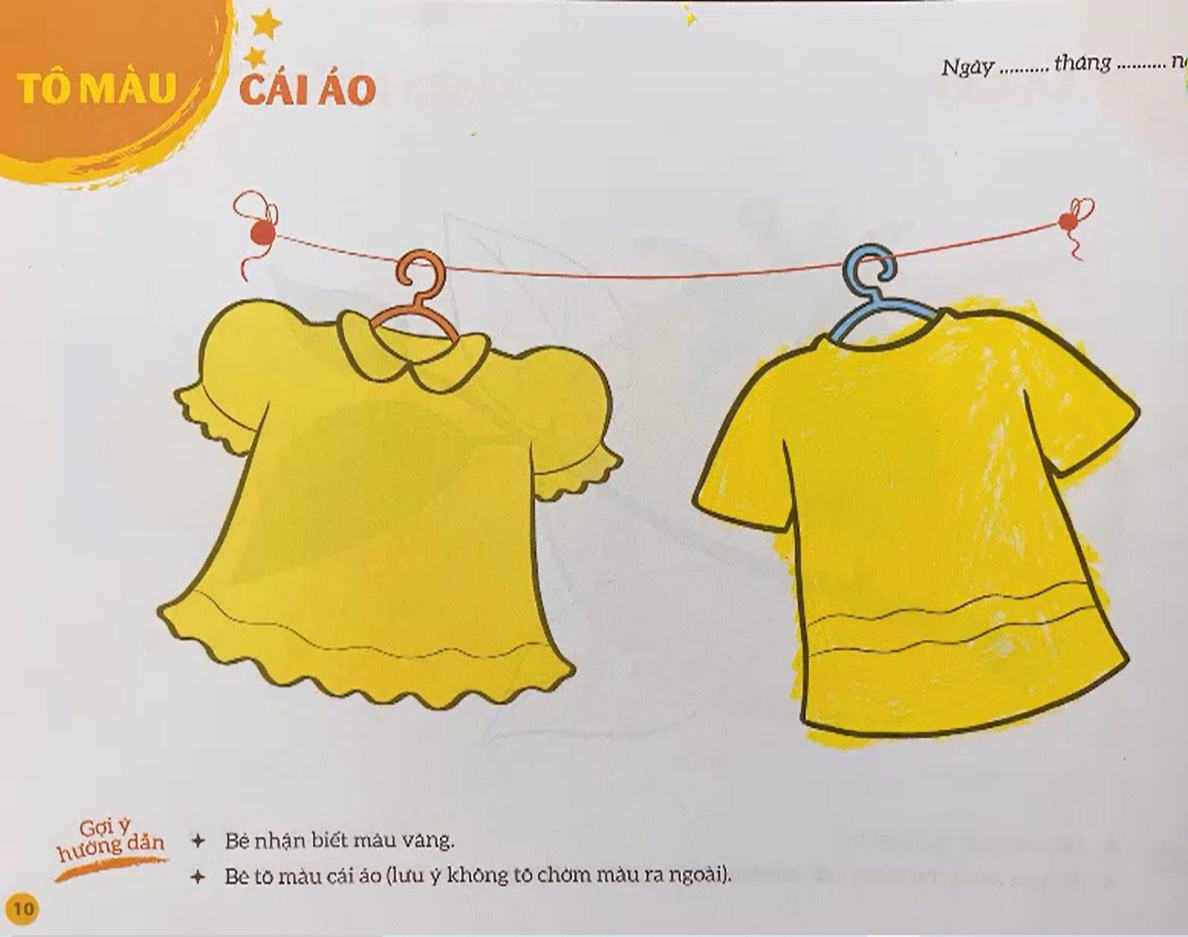 TÔ MÀU CÁI ÁO
Ngày .......... tháng ..........
Gợi ý
hướng dẫn
Bé nhận biết màu vàng.
Bé tô màu cái áo (lưu ý không tô chờm màu ra ngoài).
10